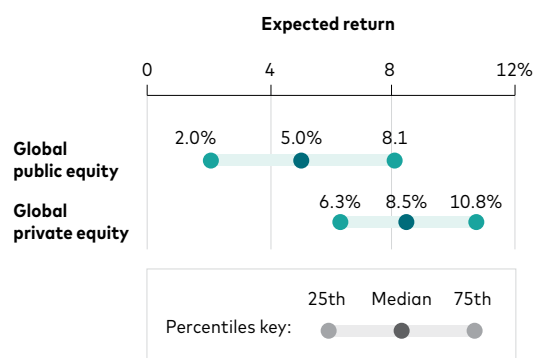 Expected return
0 4 8 12%
2.0% 5.0% 8.1
Global
public equity
6.3% 8.5% 10.8%
Global
private equity
25th Median 75th
Percentiles key: